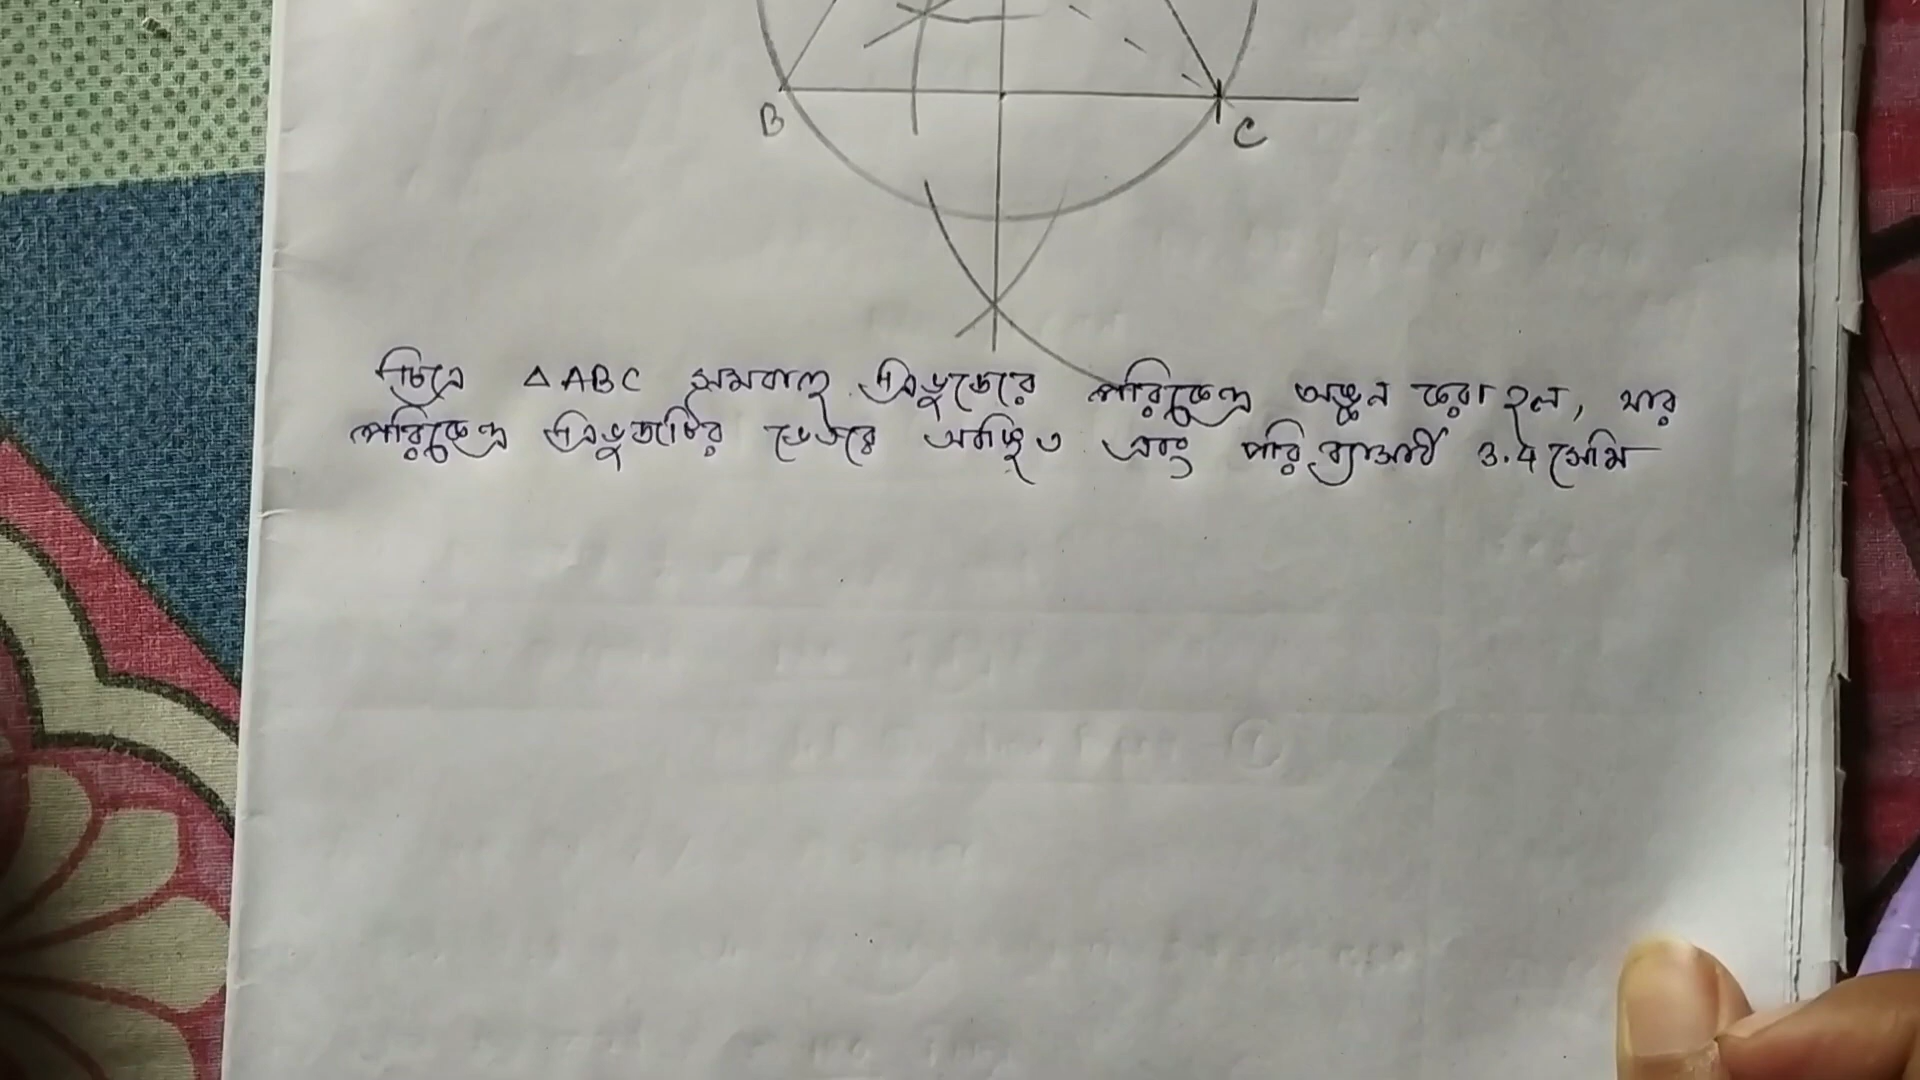 B
C
চিত্রে △ABC সমবাহু ত্রিভুজের পরিকেন্দ্র অঙ্কন করা হল, যার
পরিকেন্দ্র ত্রিভুজটির ভেতরে অবস্থিত এবং পরিব্যাসার্ধ 3.4 সেমি